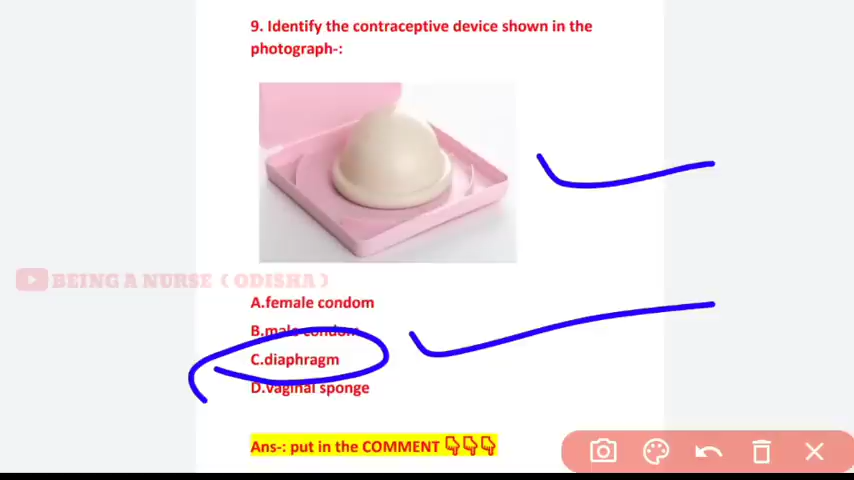 9. Identify the contraceptive device shown in the
photograph-:
BEING A NURSE ( ODISHA )
A.female condom
B.male condom
C.diaphragm
D.vaginal sponge
Ans-: put in the COMMENT 👇👇👇